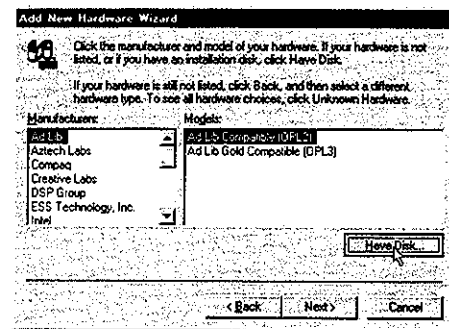 Add New Hardware Wizard
Click the manufacturer and model of your hardware. If your hardware is not
listed, or if you have an installation disk, click Have Disk.
If your hardware is still not listed, click Back, and then select a different
hardware type. To see all hardware choices, click Unknown Hardware.
Manufacturers:
Models:
Ad Lib
Aztech Labs
Compaq
Creative Labs
DSP Group
ESS Technology, Inc.
Intel
Ad Lib Compatible (OPL2)
Ad Lib Gold Compatible (OPL3)
Have Disk...
< Back
Next >
Cancel